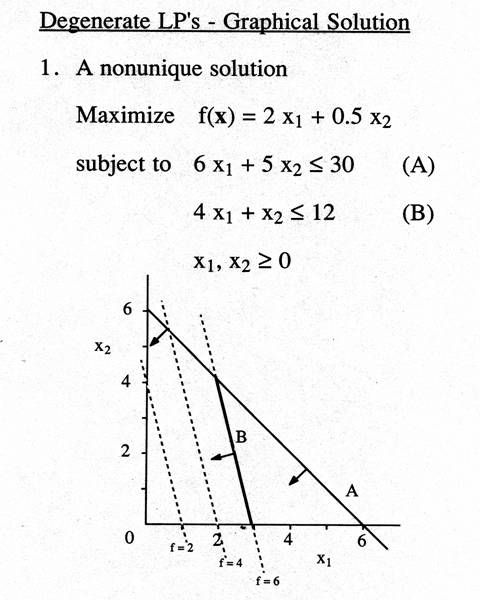 Degenerate LP's - Graphical Solution
1. A nonunique solution
Maximize f(x) = 2 x₁ + 0.5 x₂
subject to 6 x₁ + 5 x₂ ≤ 30 (A)
4 x₁ + x₂ ≤ 12 (B)
x₁, x₂ ≥ 0
6
x₂
4
B
2
A
0
2
4
6
f = 2
f = 4
x₁
f = 6